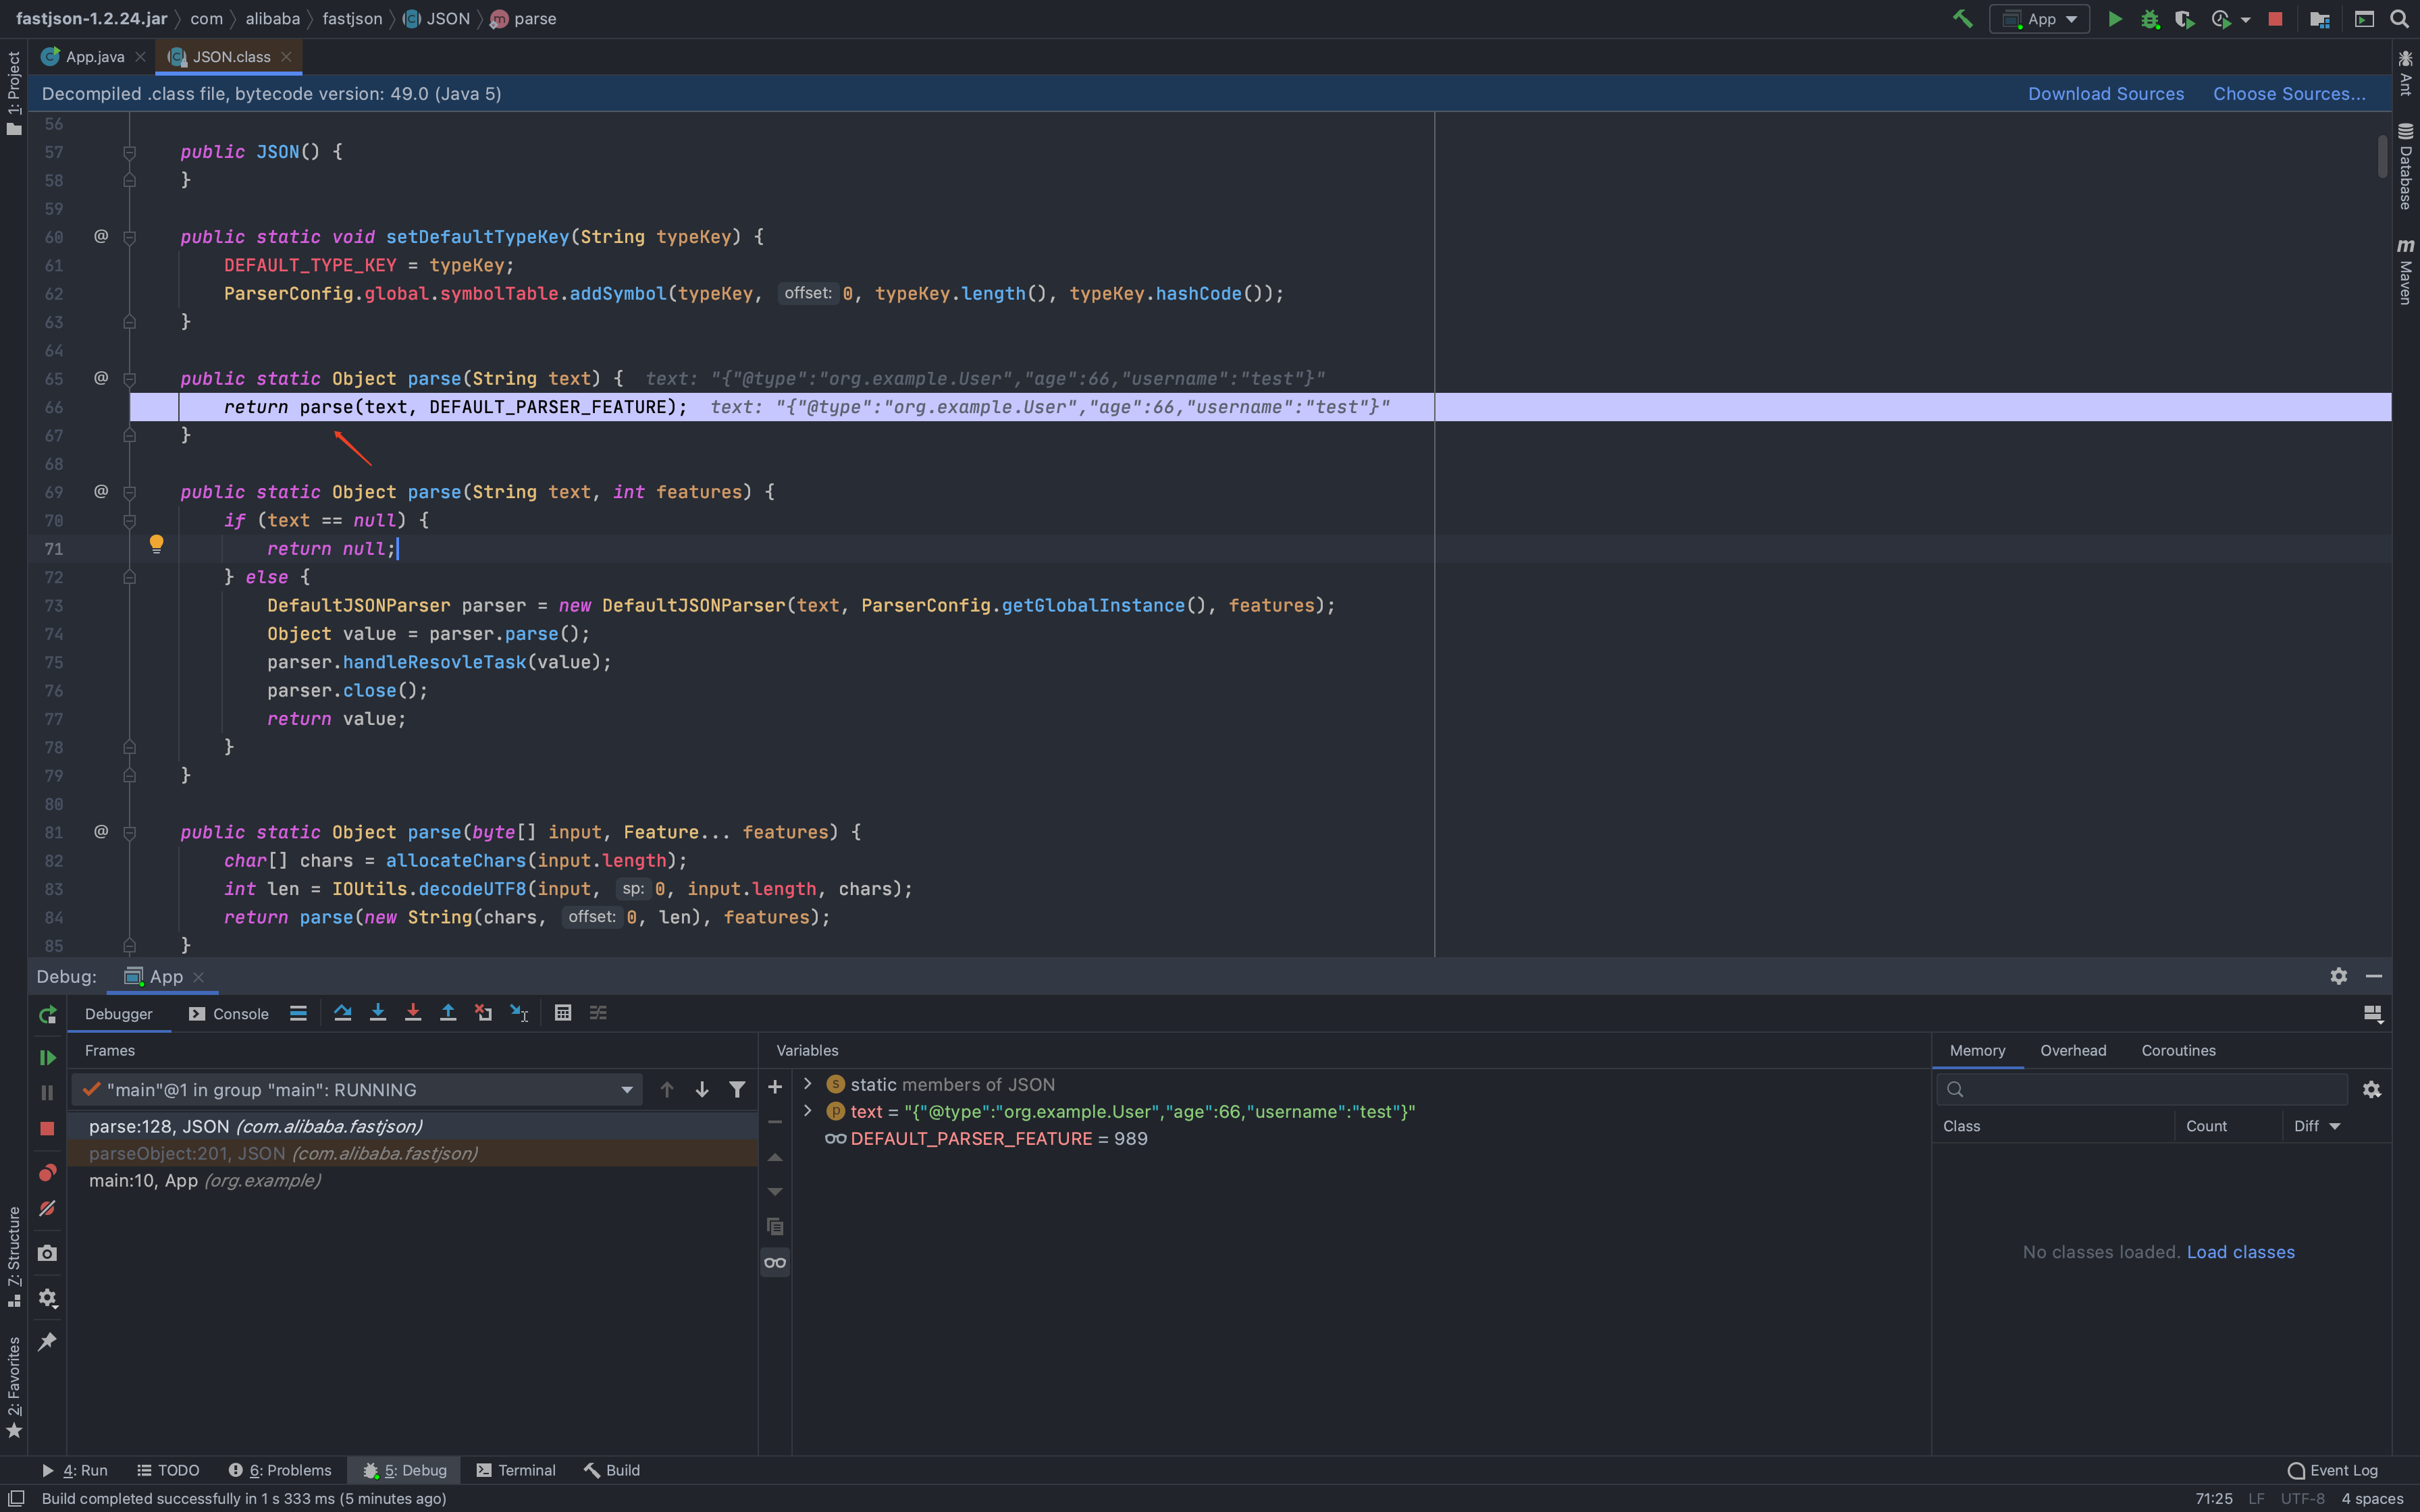 fastjson-1.2.24.jar com alibaba fastjson JSON parse
App
App.java JSON.class
Decompiled .class file, bytecode version: 49.0 (Java 5) Download Sources Choose Sources...
56
57 public JSON() {
58 }
59
60 @ public static void setDefaultTypeKey(String typeKey) {
61 DEFAULT_TYPE_KEY = typeKey;
62 ParserConfig.global.symbolTable.addSymbol(typeKey, offset: 0, typeKey.length(), typeKey.hashCode());
63 }
64
65 @ public static Object parse(String text) { text: "{"@type":"org.example.User","age":66,"username":"test"}"
66 return parse(text, DEFAULT_PARSER_FEATURE); text: "{"@type":"org.example.User","age":66,"username":"test"}"
67 }
68
69 @ public static Object parse(String text, int features) {
70 if (text == null) {
71 return null;
72 } else {
73 DefaultJSONParser parser = new DefaultJSONParser(text, ParserConfig.getGlobalInstance(), features);
74 Object value = parser.parse();
75 parser.handleResovleTask(value);
76 parser.close();
77 return value;
78 }
79 }
80
81 @ public static Object parse(byte[] input, Feature... features) {
82 char[] chars = allocateChars(input.length);
83 int len = IOUtils.decodeUTF8(input, sp: 0, input.length, chars);
84 return parse(new String(chars, offset: 0, len), features);
85 }
1: Project
7: Structure
2: Favorites
Ant
Database
Maven
Debug: App
Debugger Console
Frames
"main"@1 in group "main": RUNNING
parse:128, JSON (com.alibaba.fastjson)
parseObject:201, JSON (com.alibaba.fastjson)
main:10, App (org.example)
Variables
static members of JSON
text = "{"@type":"org.example.User","age":66,"username":"test"}"
DEFAULT_PARSER_FEATURE = 989
Memory Overhead Coroutines
Class Count Diff
No classes loaded. Load classes
4: Run TODO 6: Problems 5: Debug Terminal Build Event Log
Build completed successfully in 1 s 333 ms (5 minutes ago) 71:25 LF UTF-8 4 spaces